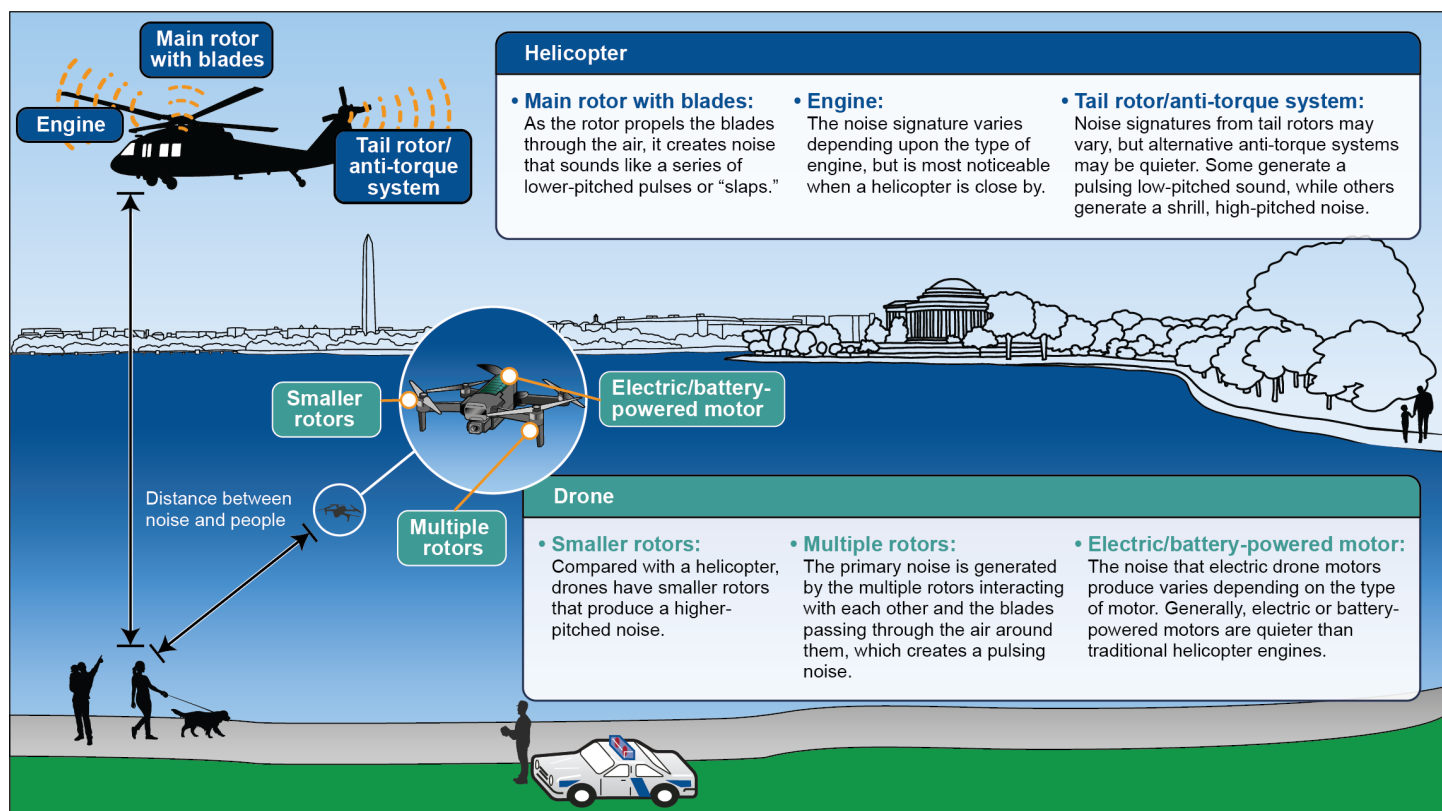 Main rotor
with blades
Engine
Tail rotor/
anti-torque
system
Helicopter
• Main rotor with blades:
As the rotor propels the blades
through the air, it creates noise
that sounds like a series of
lower-pitched pulses or “slaps.”
• Engine:
The noise signature varies
depending upon the type of
engine, but is most noticeable
when a helicopter is close by.
• Tail rotor/anti-torque system:
Noise signatures from tail rotors may
vary, but alternative anti-torque systems
may be quieter. Some generate a
pulsing low-pitched sound, while others
generate a shrill, high-pitched noise.
Smaller
rotors
Electric/battery-
powered motor
Multiple
rotors
Distance between
noise and people
Drone
• Smaller rotors:
Compared with a helicopter,
drones have smaller rotors
that produce a higher-
pitched noise.
• Multiple rotors:
The primary noise is generated
by the multiple rotors interacting
with each other and the blades
passing through the air around
them, which creates a pulsing
noise.
• Electric/battery-powered motor:
The noise that electric drone motors
produce varies depending on the type
of motor. Generally, electric or battery-
powered motors are quieter than
traditional helicopter engines.